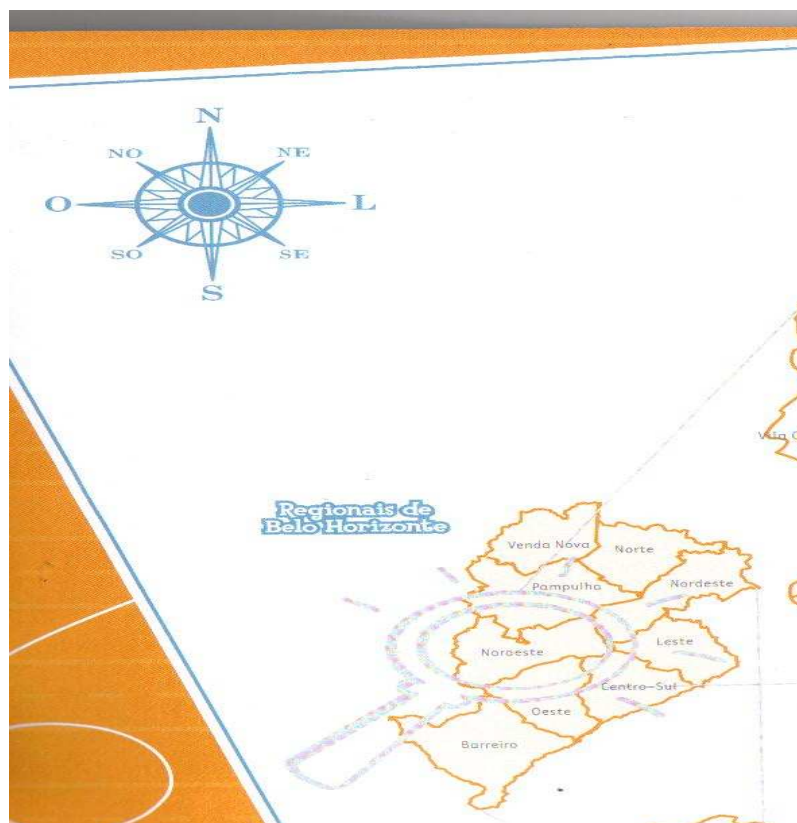 N
NO
NE
O
L
SO
SE
S
Regionais de
Belo Horizonte
Venda Nova
Norte
Pampulha
Nordeste
Noroeste
Leste
Centro-Sul
Oeste
Barreiro